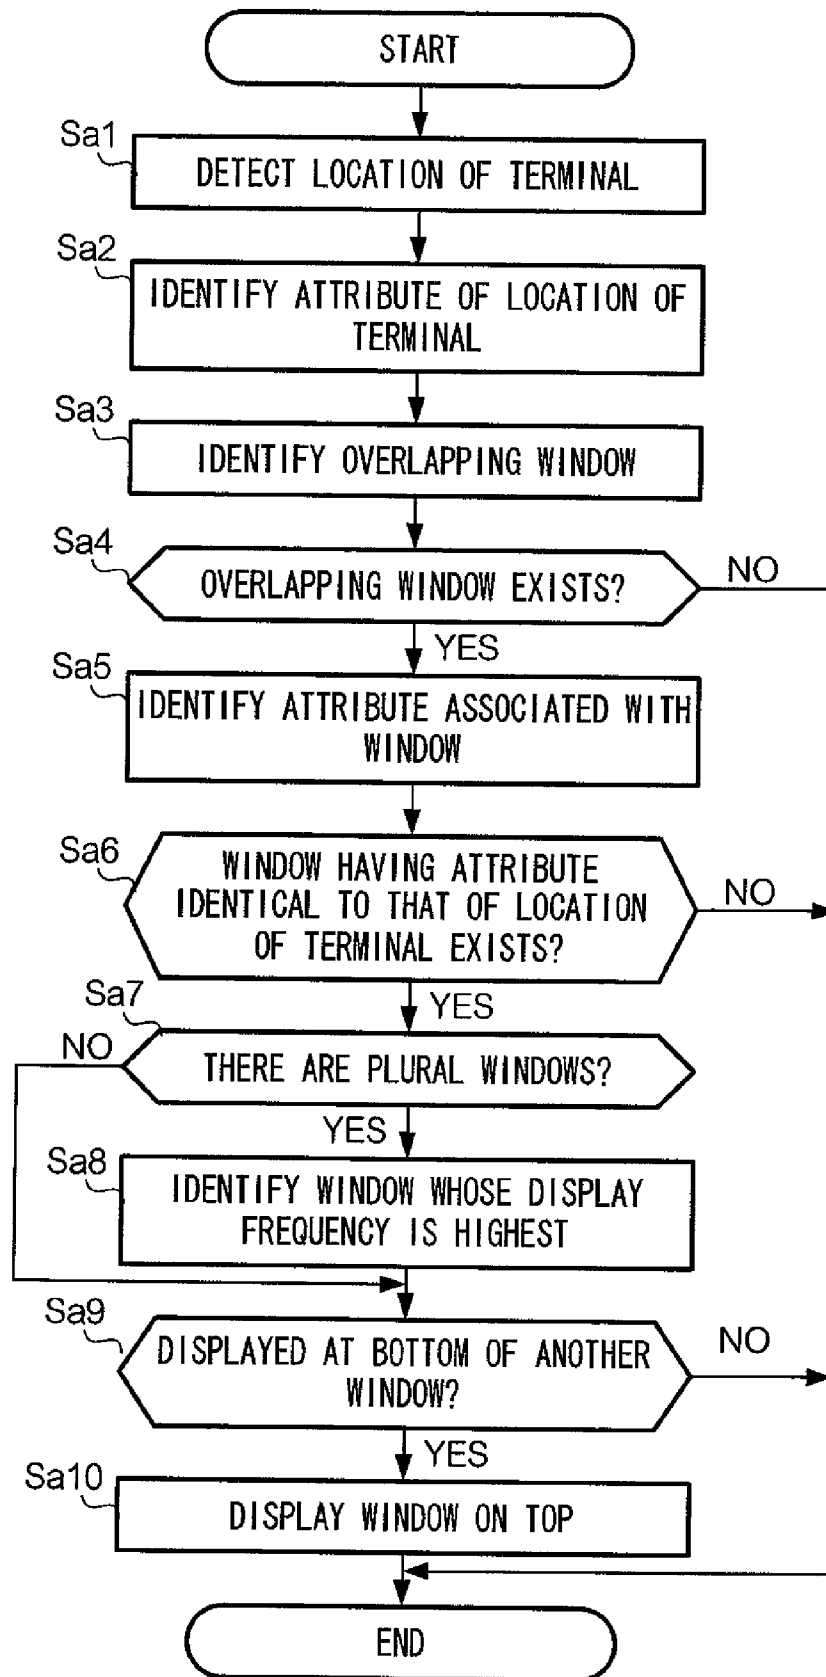 START
Sa1
DETECT LOCATION OF TERMINAL
Sa2
IDENTIFY ATTRIBUTE OF LOCATION OF
TERMINAL
Sa3
IDENTIFY OVERLAPPING WINDOW
Sa4
OVERLAPPING WINDOW EXISTS?
NO
YES
Sa5
IDENTIFY ATTRIBUTE ASSOCIATED WITH
WINDOW
Sa6
WINDOW HAVING ATTRIBUTE
IDENTICAL TO THAT OF LOCATION
OF TERMINAL EXISTS?
NO
YES
Sa7
NO
THERE ARE PLURAL WINDOWS?
YES
Sa8
IDENTIFY WINDOW WHOSE DISPLAY
FREQUENCY IS HIGHEST
Sa9
DISPLAYED AT BOTTOM OF ANOTHER
WINDOW?
NO
YES
Sa10
DISPLAY WINDOW ON TOP
END